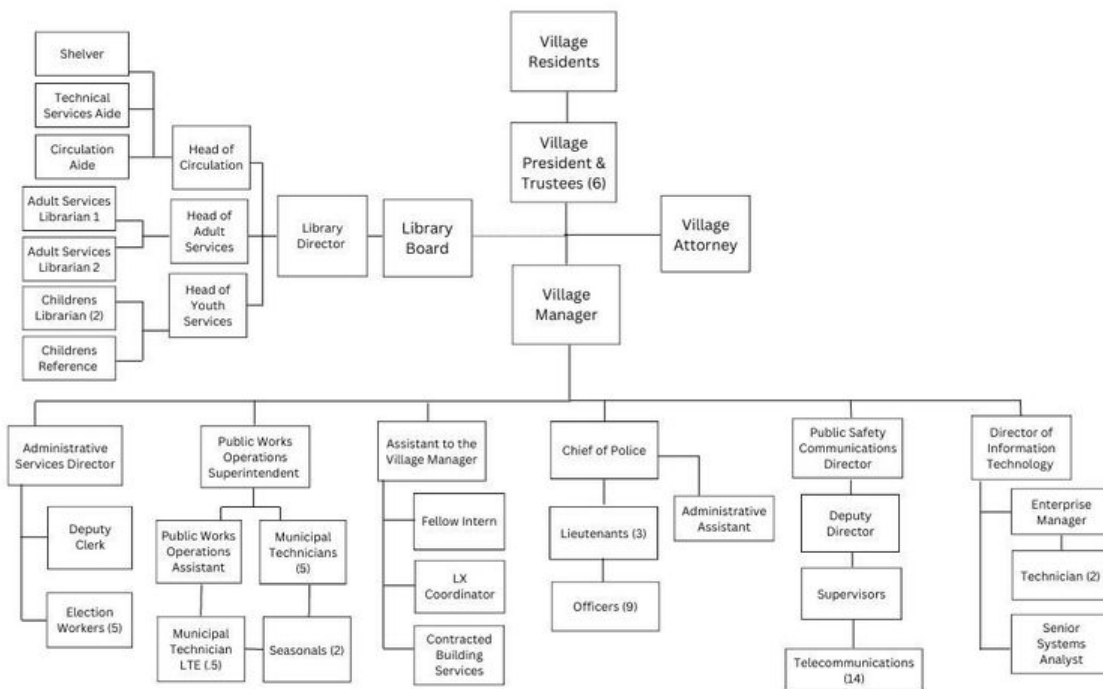 Village
Residents
Village
President &
Trustees (6)
Village
Attorney
Library
Board
Library
Director
Village
Manager
Head of
Circulation
Shelver
Technical
Services Aide
Circulation
Aide
Head of
Adult
Services
Adult Services
Librarian 1
Adult Services
Librarian 2
Head of
Youth
Services
Childrens
Librarian (2)
Childrens
Reference
Administrative
Services Director
Deputy
Clerk
Election
Workers (5)
Public Works
Operations
Superintendent
Public Works
Operations
Assistant
Municipal
Technicians
(5)
Municipal
Technician
LTE (.5)
Seasonals (2)
Assistant to the
Village Manager
Fellow Intern
LX
Coordinator
Contracted
Building
Services
Chief of Police
Administrative
Assistant
Lieutenants (3)
Officers (9)
Public Safety
Communications
Director
Deputy
Director
Supervisors
Telecommunications
(14)
Director of
Information
Technology
Enterprise
Manager
Technician (2)
Senior
Systems
Analyst